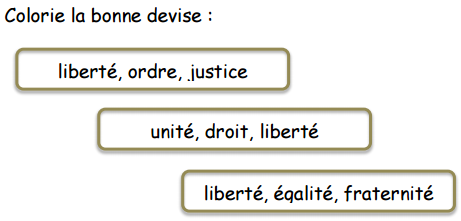 Colorie la bonne devise :
liberté, ordre, justice
unité, droit, liberté
liberté, égalité, fraternité